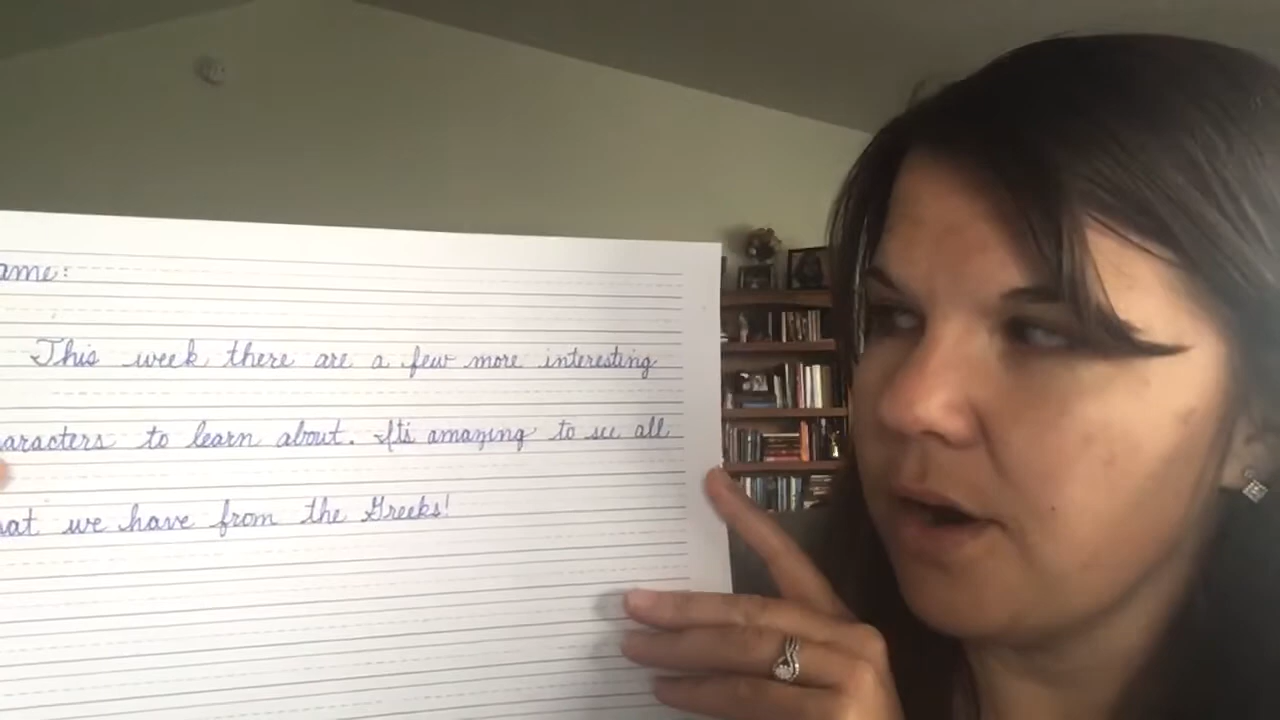 ame:
This week there are a few more interesting
aracters to learn about. It's amazing to see all
at we have from the Greeks!